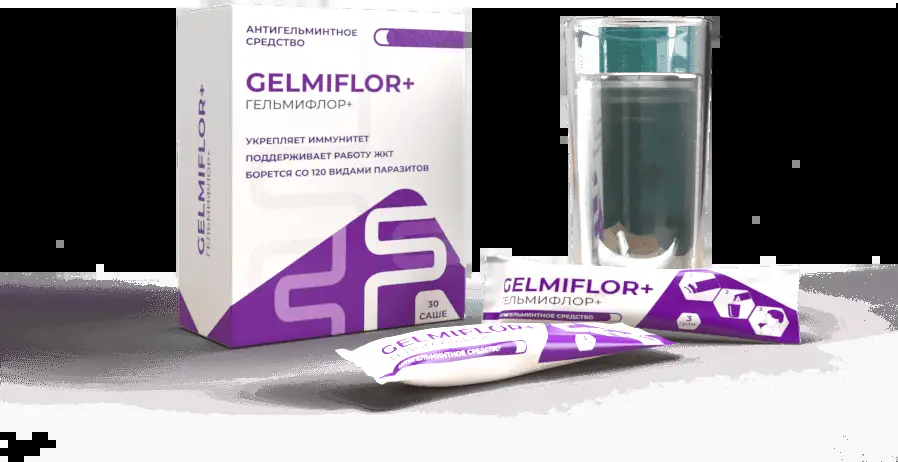 АНТИГЕЛЬМИНТНОЕ
СРЕДСТВО
GELMIFLOR+
ГЕЛЬМИФЛОР+
УКРЕПЛЯЕТ ИММУНИТЕТ
ПОДДЕРЖИВАЕТ РАБОТУ ЖКТ
БОРЕТСЯ СО 120 ВИДАМИ ПАРАЗИТОВ
30
САШЕ
GELMIFLOR+
ГЕЛЬМИФЛОР+
GELMIFLOR+
ГЕЛЬМИФЛОР+
АНТИГЕЛЬМИНТНОЕ СРЕДСТВО
3
GELMIFLOR+
АНТИГЕЛЬМИНТНОЕ СРЕДСТВО